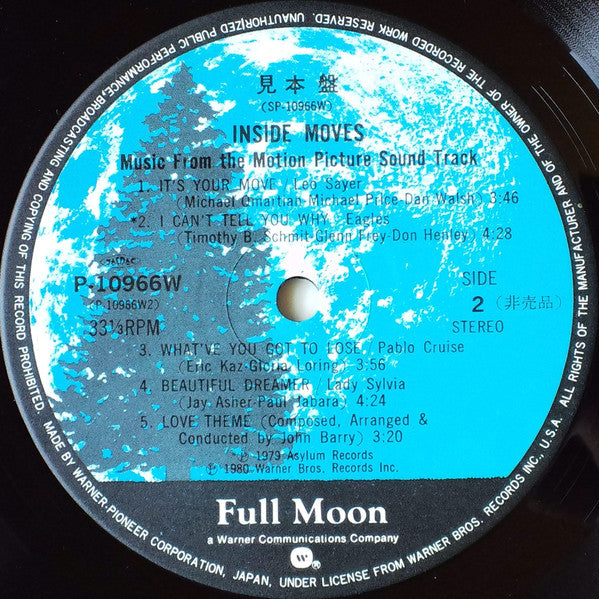 UNAUTHORIZED PUBLIC PERFORMANCE, BROADCASTING AND COPYING OF THIS RECORD PROHIBITED. MADE BY WARNER-PIONEER CORPORATION, JAPAN, UNDER LICENSE FROM WARNER BROS. RECORDS INC., U.S.A. ALL RIGHTS OF THE MANUFACTURER AND OF THE OWNER OF THE RECORDED WORK RESERVED.
見本盤
(SP-10966W)
INSIDE MOVES
Music From the Motion Picture Sound Track
1. IT'S YOUR MOVE / Leo Sayer
(Michael Omartian-Michael Price-Dan Walsh) 3:46
*2. I CAN'T TELL YOU WHY / Eagles
(Timothy B. Schmit-Glenn Frey-Don Henley) 4:28
JASRAC
P-10966W
(P-10966W2)
33⅓RPM
SIDE
2 (非売品)
STEREO
3. WHAT'VE YOU GOT TO LOSE / Pablo Cruise
(Eric Kaz-Gloria Loring) 3:56
4. BEAUTIFUL DREAMER / Lady Sylvia
(Jay Asher-Paul Jabara) 4:24
5. LOVE THEME (Composed, Arranged &
Conducted by John Barry) 3:20
*℗ 1979 Asylum Records
℗ 1980 Warner Bros. Records Inc.
Full Moon
a Warner Communications Company
W ®